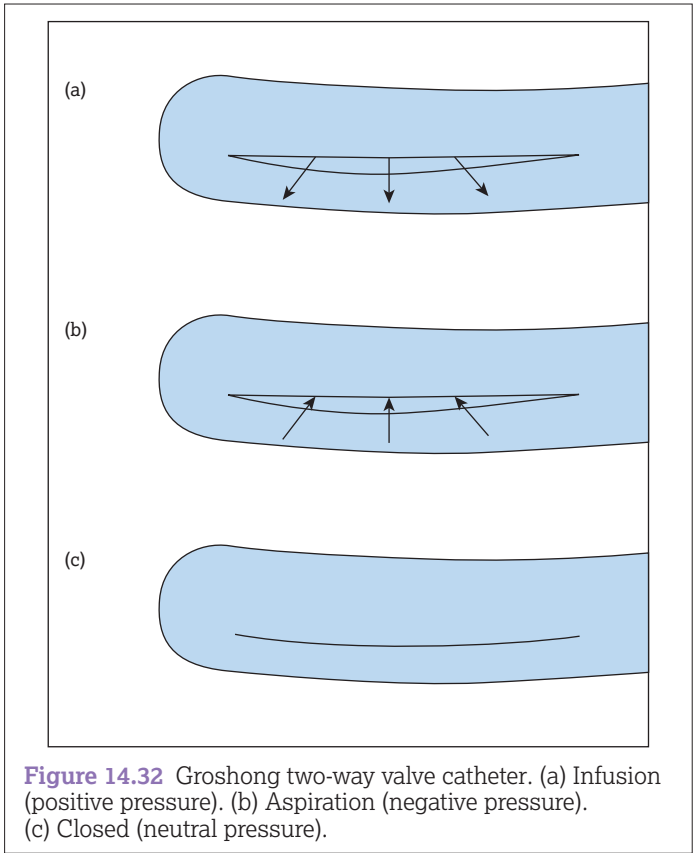 (a)
(b)
(c)
Figure 14.32 Groshong two-way valve catheter. (a) Infusion
(positive pressure). (b) Aspiration (negative pressure).
(c) Closed (neutral pressure).